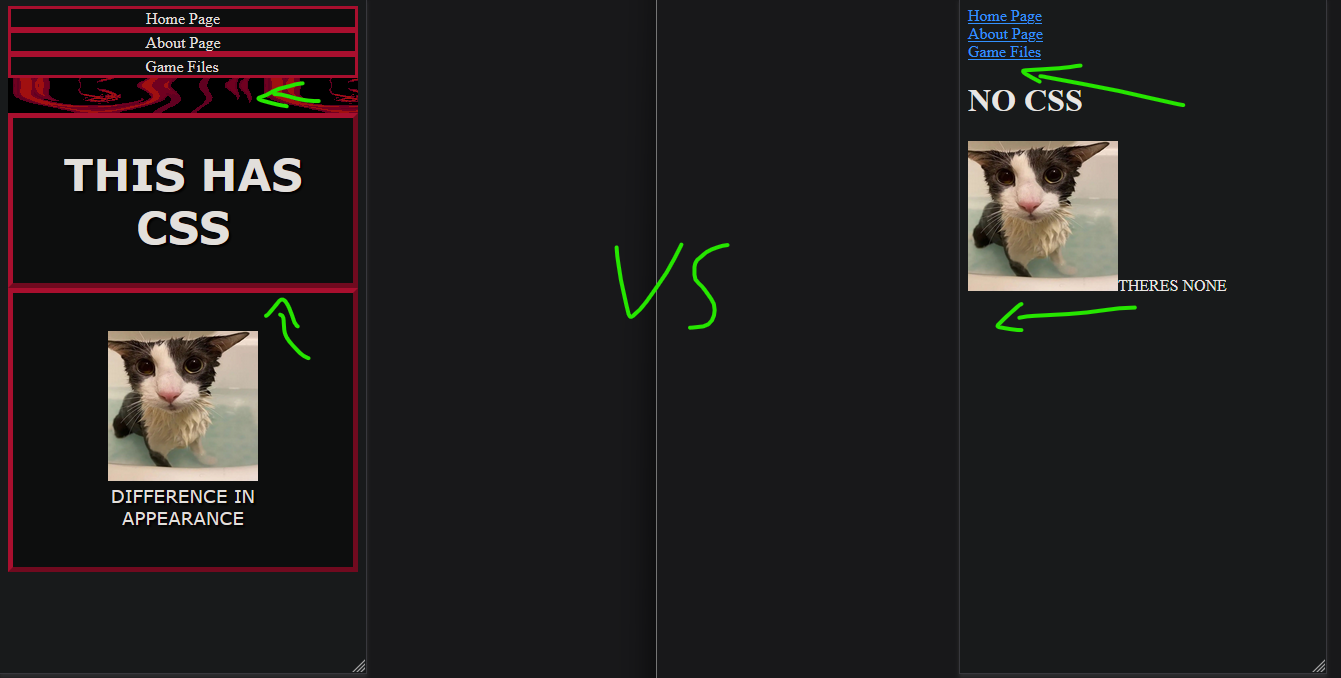 Home Page
About Page
Game Files
THIS HAS
CSS
DIFFERENCE IN
APPEARANCE
VS
Home Page
About Page
Game Files
NO CSS
THERES NONE